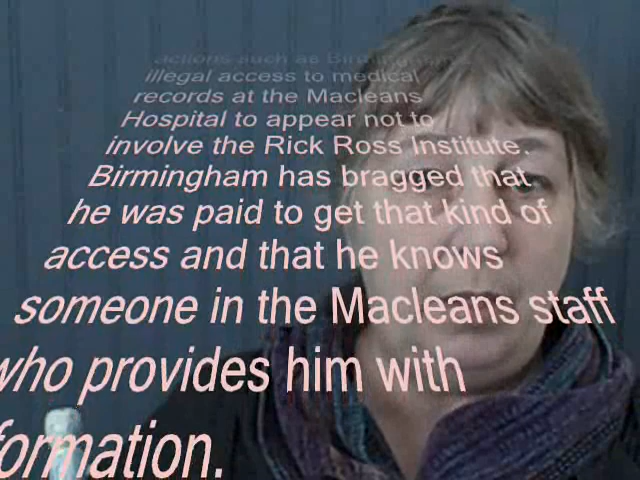 actions such as Birmingham's
illegal access to medical
records at the Macleans
Hospital to appear not to
involve the Rick Ross Institute.
Birmingham has bragged that
he was paid to get that kind of
access and that he knows
someone in the Macleans staff
who provides him with
formation.